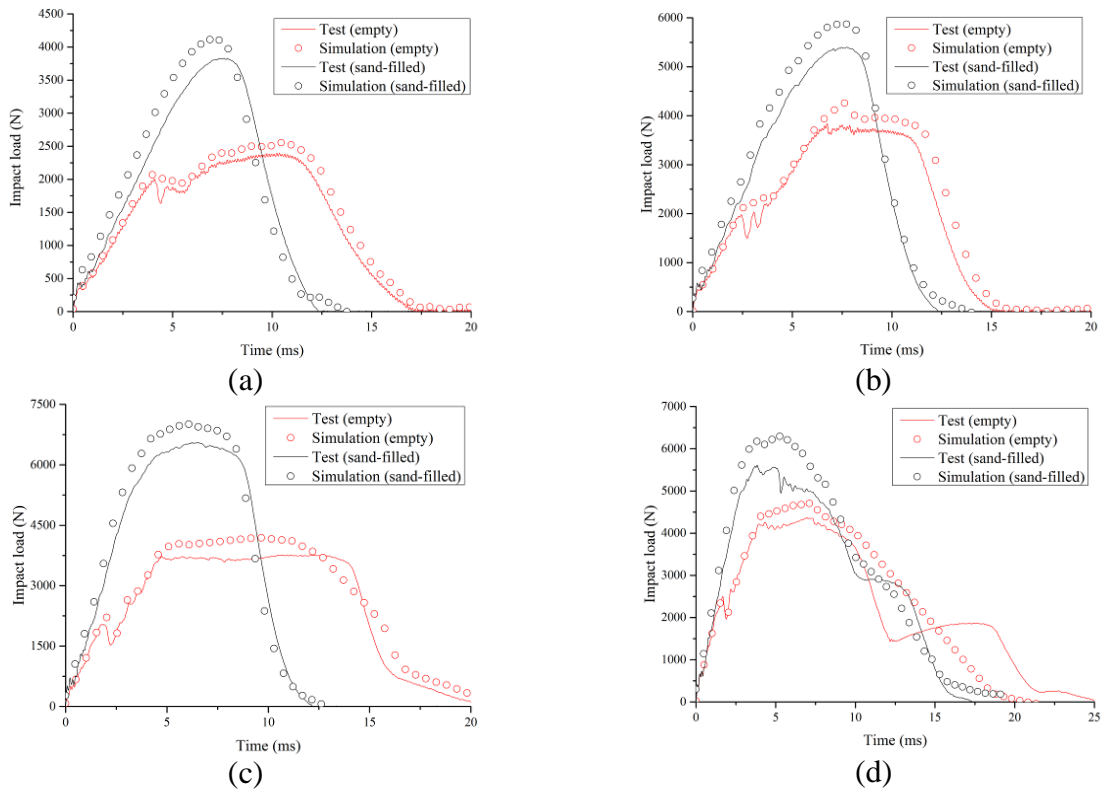 4500
4000
3500
3000
2500
2000
1500
1000
500
0
Impact load (N)
0 5 10 15 20
Time (ms)
Test (empty)
Simulation (empty)
Test (sand-filled)
Simulation (sand-filled)
(a)
6000
5000
4000
3000
2000
1000
0
Impact load (N)
0 5 10 15 20
Time (ms)
Test (empty)
Simulation (empty)
Test (sand-filled)
Simulation (sand-filled)
(b)
7500
6000
4500
3000
1500
0
Impact load (N)
0 5 10 15 20
Time (ms)
Test (empty)
Simulation (empty)
Test (sand-filled)
Simulation (sand-filled)
(c)
7000
6000
5000
4000
3000
2000
1000
0
Impact load (N)
0 5 10 15 20 25
Time (ms)
Test (empty)
Simulation (empty)
Test (sand-filled)
Simulation (sand-filled)
(d)